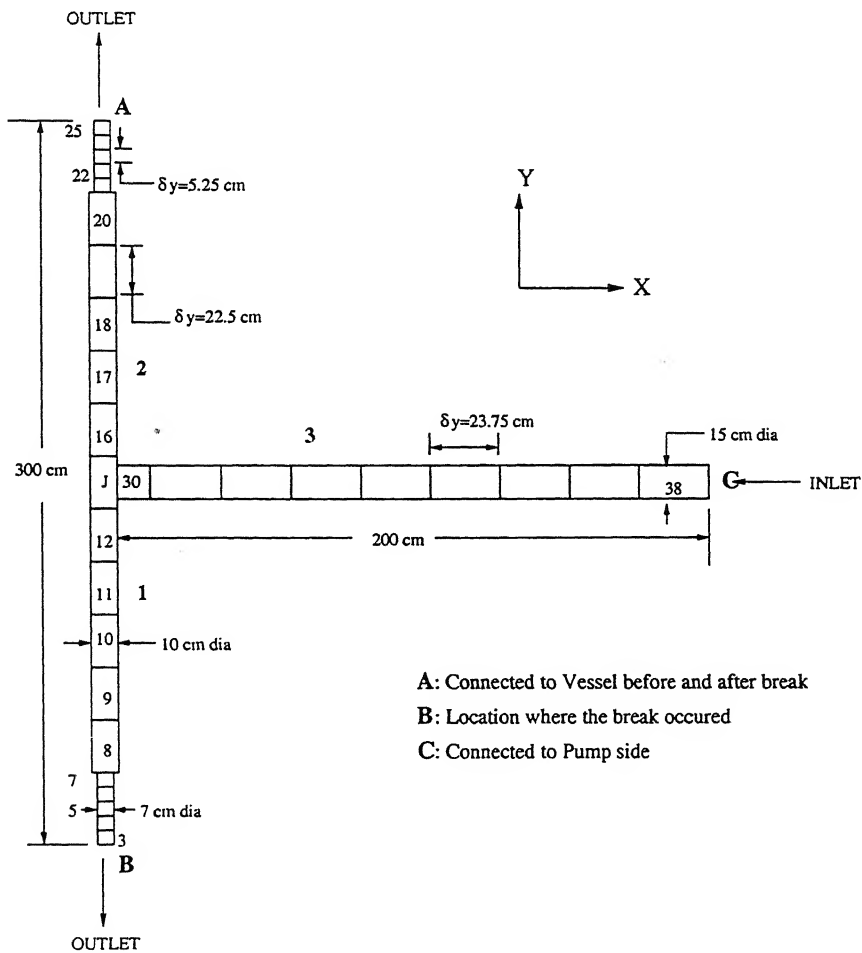 OUTLET
A
25
22
δy=5.25 cm
20
Y
X
δy=22.5 cm
18
17
2
16
3
δy=23.75 cm
15 cm dia
300 cm
J
30
38
C
INLET
12
200 cm
11
1
10
10 cm dia
9
8
A: Connected to Vessel before and after break
B: Location where the break occured
C: Connected to Pump side
7
5
7 cm dia
3
B
OUTLET